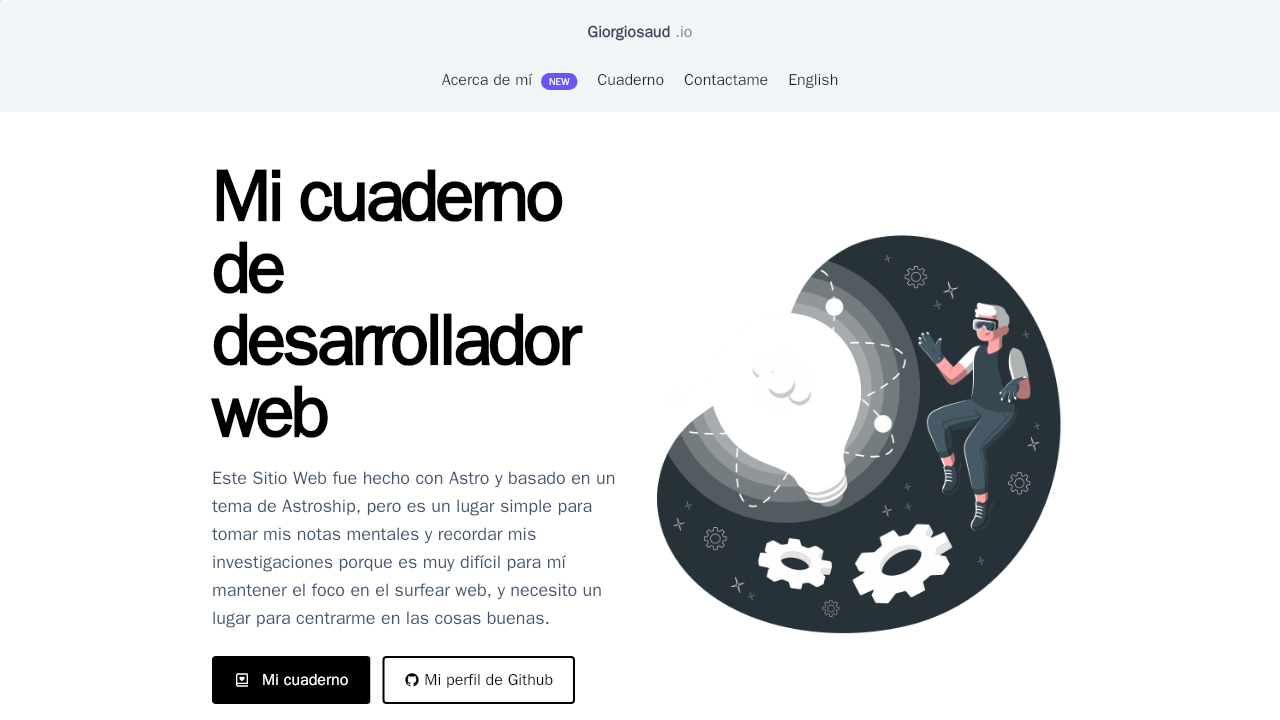 Giorgiosaud .io
Acerca de mí NEW Cuaderno Contactame English
Mi cuaderno
de
desarrollador
web
Este Sitio Web fue hecho con Astro y basado en un
tema de Astroship, pero es un lugar simple para
tomar mis notas mentales y recordar mis
investigaciones porque es muy difícil para mí
mantener el foco en el surfear web, y necesito un
lugar para centrarme en las cosas buenas.
Mi cuaderno Mi perfil de Github